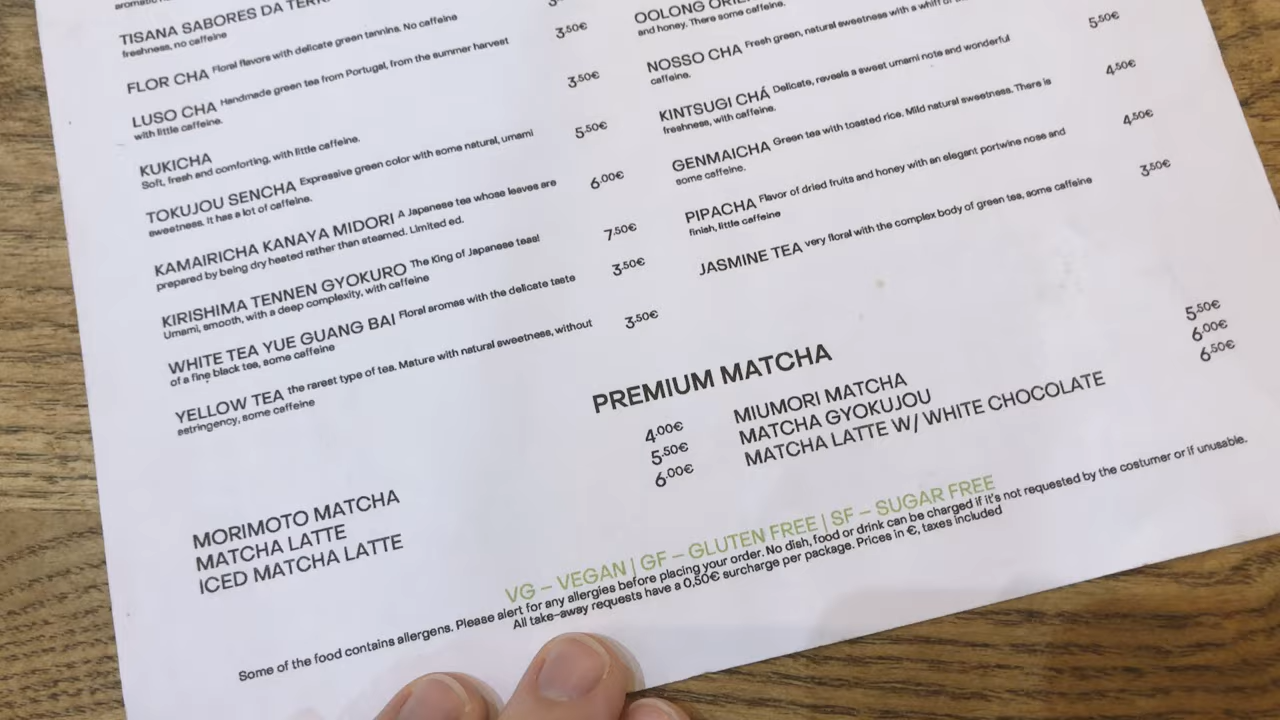 aromatic
TISANA SABORES DA
freshness, no caffeine
FLOR CHA Floral flavors with delicate green tannins. No caffeine
3.50€
LUSO CHA Handmade green tea from Portugal, from the summer harvest
with little caffeine.
3.50€
KUKICHA
Soft, fresh and comforting, with little caffeine.
TOKUJOU SENCHA Expressive green color with some natural, umami
sweetness. It has a lot of caffeine.
5.50€
KAMAIRICHA KANAYA MIDORI A Japanese tea whose leaves are
prepared by being dry heated rather than steamed. Limited ed.
6.00€
KIRISHIMA TENNEN GYOKURO The King of Japanese teas!
Umami, smooth, with a deep complexity, with caffeine
7.50€
WHITE TEA YUE GUANG BAI Floral aromas with the delicate taste
of a fine black tea, some caffeine
3.50€
YELLOW TEA the rarest type of tea. Mature with natural sweetness, without
estringency, some caffeine
3.50€
OOLONG
and honey. There some caffeine.
NOSSO CHA Fresh green, natural sweetness with a whiff of
caffeine.
5.50€
KINTSUGI CHÁ Delicate, reveals a sweet umami note and wonderful
freshness, with caffeine.
4.50€
GENMAICHA Green tea with toasted rice. Mild natural sweetness. There is
some caffeine.
4.50€
PIPACHA Flavor of dried fruits and honey with an elegant portwine nose and
finish, little caffeine
3.50€
JASMINE TEA very floral with the complex body of green tea, some caffeine
PREMIUM MATCHA
MORIMOTO MATCHA 4.00€
MATCHA LATTE 5.50€
ICED MATCHA LATTE 6.00€
MIUMORI MATCHA 5.50€
MATCHA GYOKUJOU 6.00€
MATCHA LATTE W/ WHITE CHOCOLATE 6.50€
VG – VEGAN | GF – GLUTEN FREE | SF – SUGAR FREE
Some of the food contains allergens. Please alert for any allergies before placing your order. No dish, food or drink can be charged if it's not requested by the costumer or if unusable.
All take-away requests have a 0,50€ surcharge per package. Prices in €, taxes included